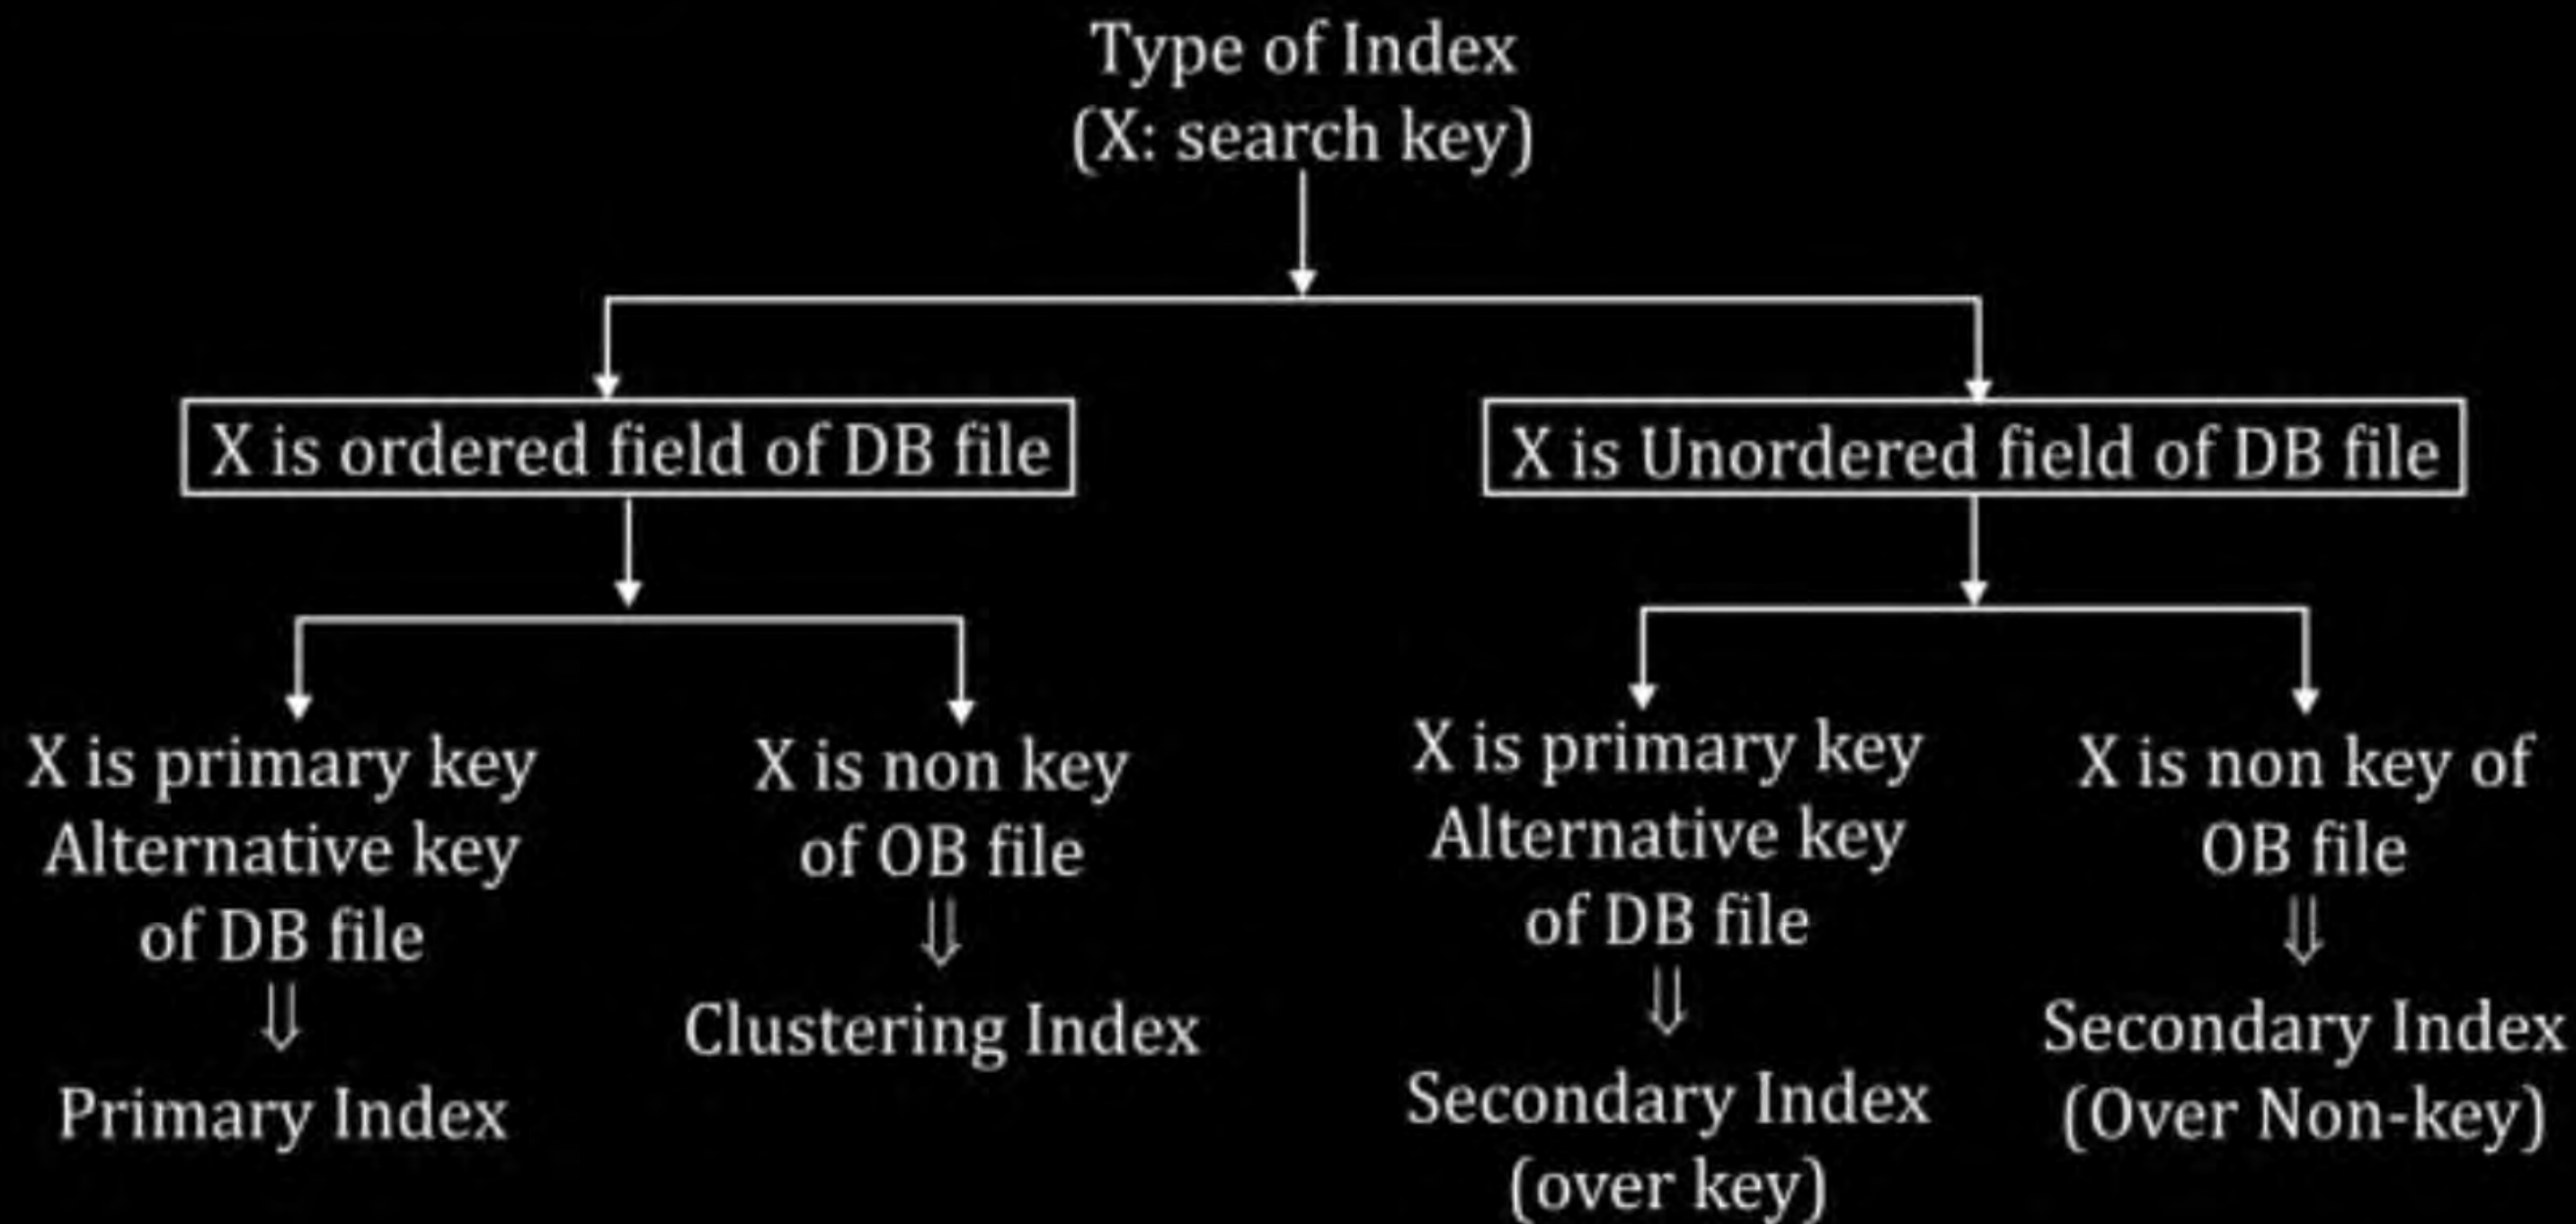 Type of Index
(X: search key)
X is ordered field of DB file
X is Unordered field of DB file
X is primary key
Alternative key
of DB file
⇓
Primary Index
X is non key
of OB file
⇓
Clustering Index
X is primary key
Alternative key
of DB file
⇓
Secondary Index
(over key)
X is non key of
OB file
⇓
Secondary Index
(Over Non-key)